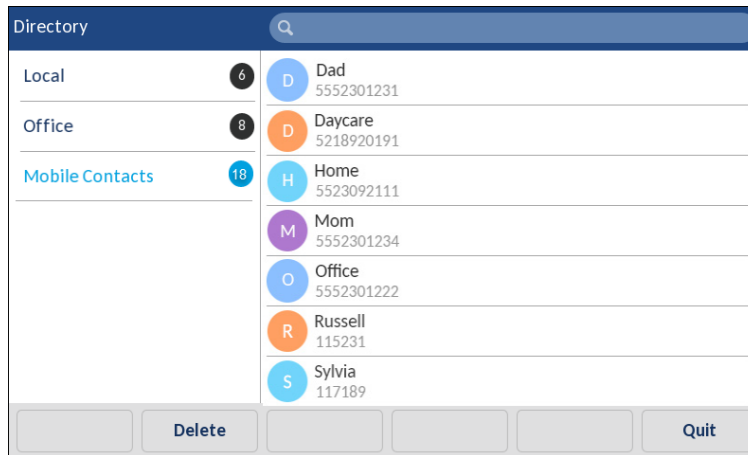 Directory
Local 6
Office 8
Mobile Contacts 18
D Dad
5552301231
D Daycare
5218920191
H Home
5523092111
M Mom
5552301234
O Office
5552301222
R Russell
115231
S Sylvia
117189
Delete Quit